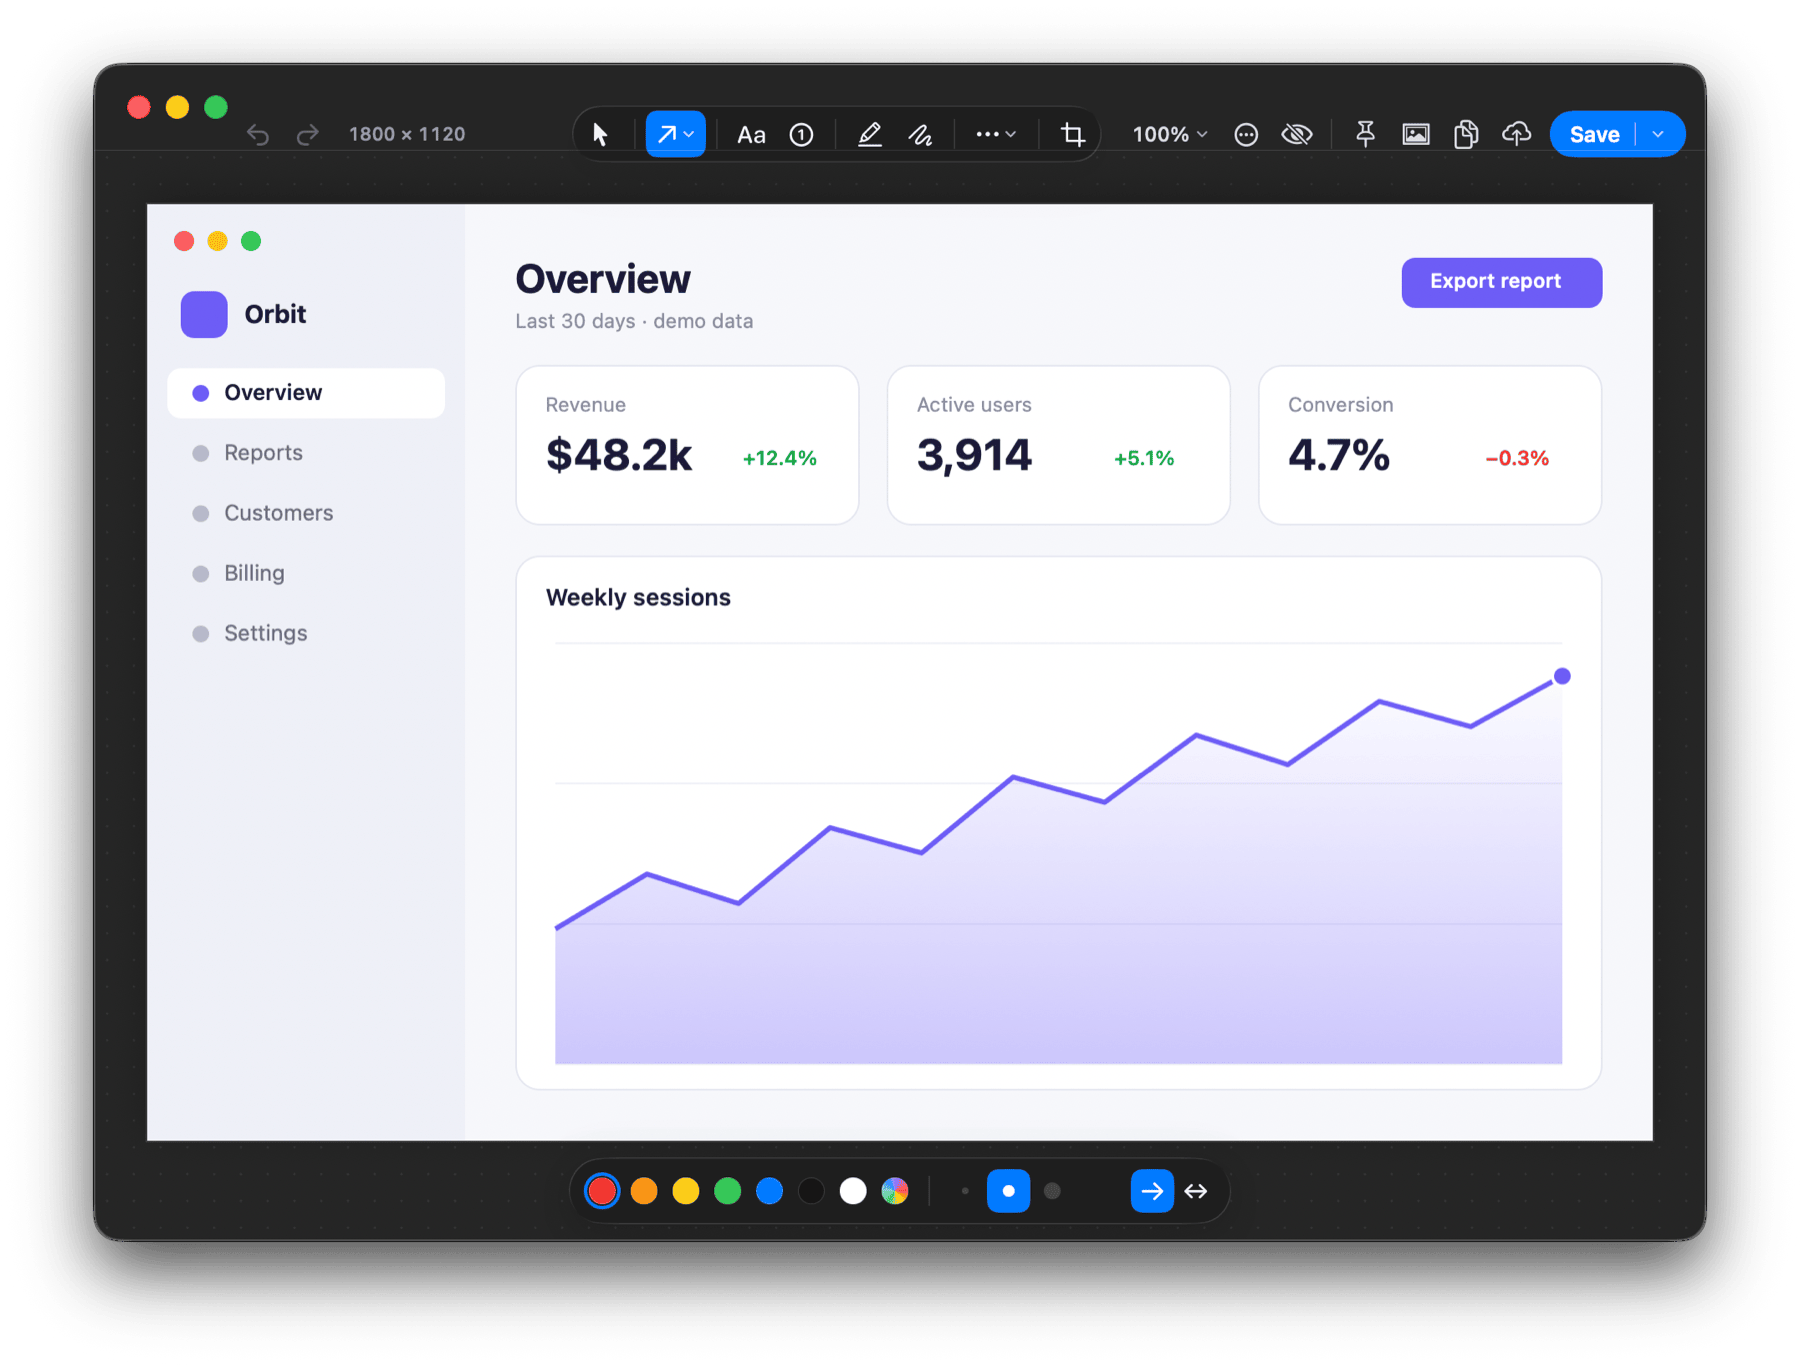 1800 × 1120
Aa
1
100%
Save
Orbit
Overview
Reports
Customers
Billing
Settings
Overview
Last 30 days · demo data
Export report
Revenue
$48.2k +12.4%
Active users
3,914 +5.1%
Conversion
4.7% −0.3%
Weekly sessions